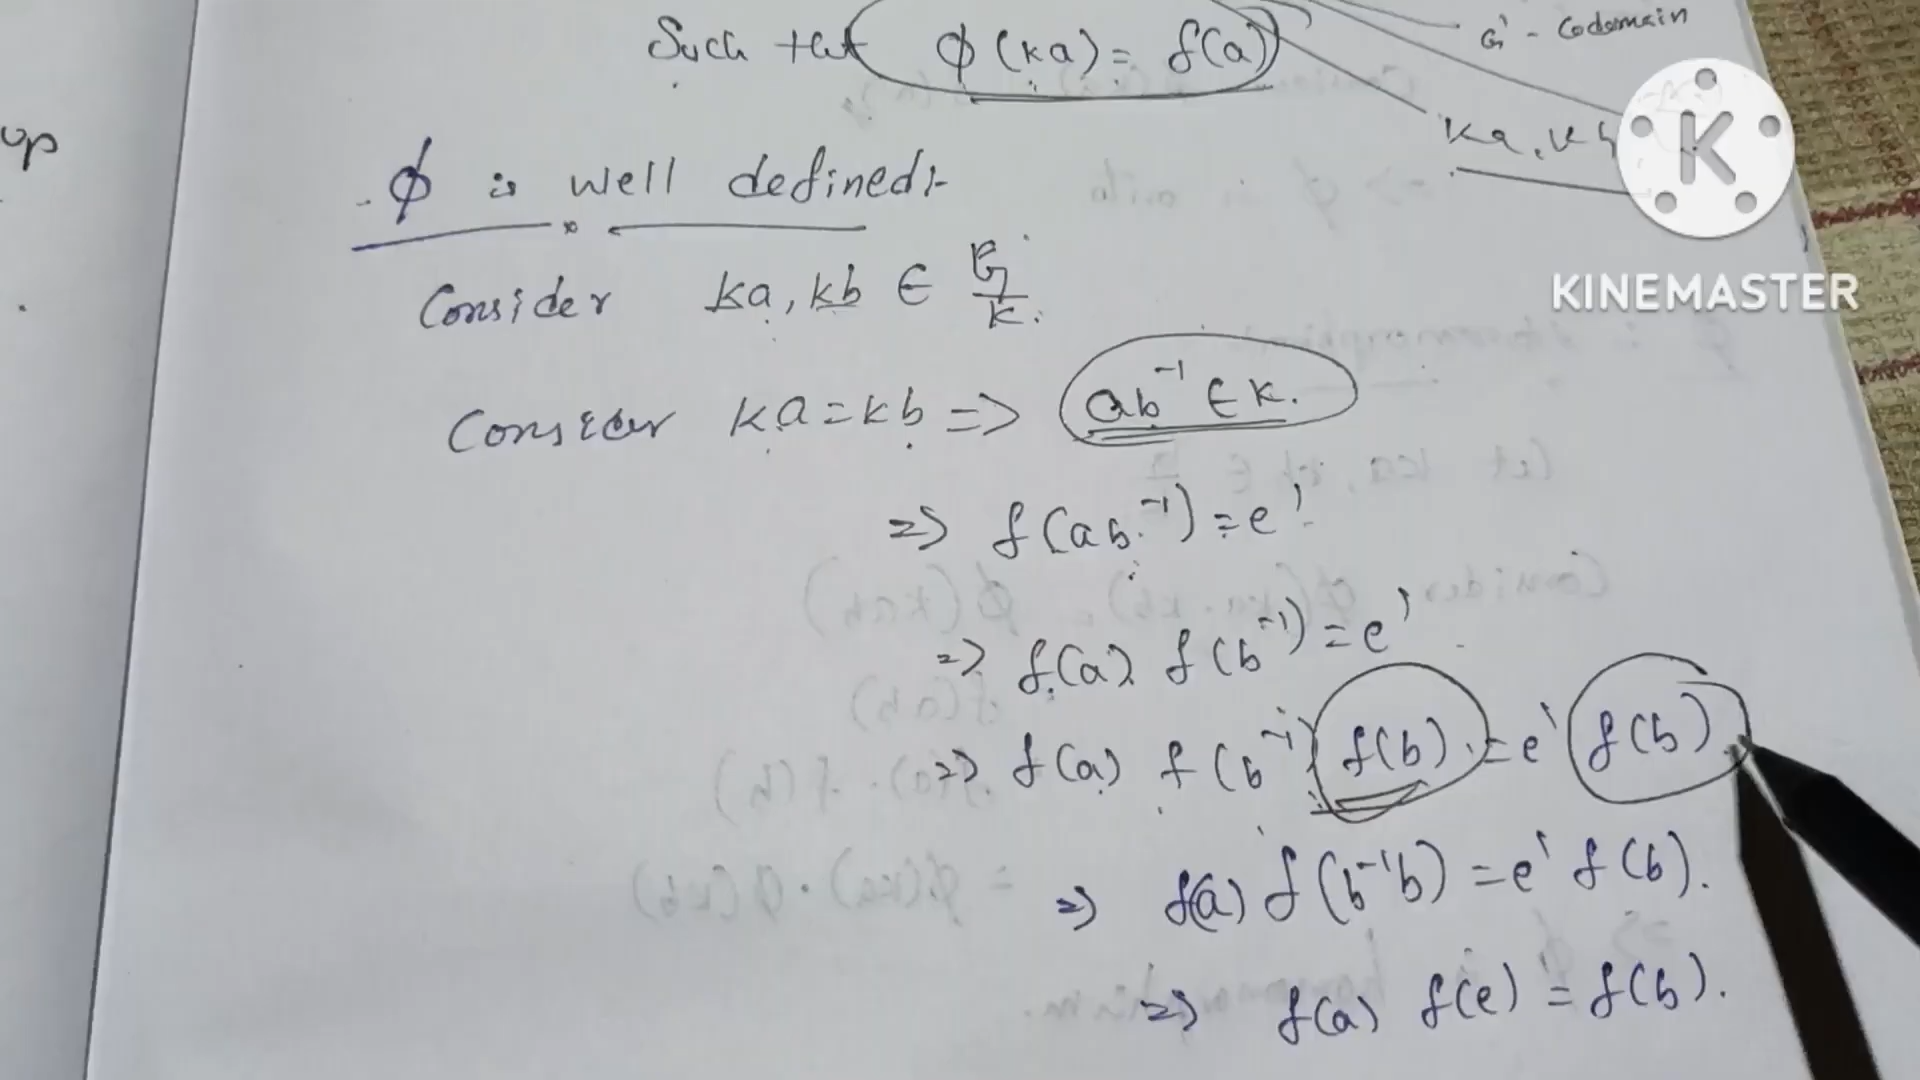 Such that ϕ(ka) = f(a)
G' - Codomain
ka, kb
up
ϕ is well defined:-
Consider ka, kb ∈ G/k.
Consider ka = kb => ab⁻¹ ∈ k.
=> f(ab⁻¹) = e'
=> f(a) f(b⁻¹) = e'
=> f(a) f(b⁻¹) f(b) = e' f(b).
=> f(a) f(b⁻¹b) = e' f(b).
=> f(a) f(e) = f(b).
K
KINEMASTER